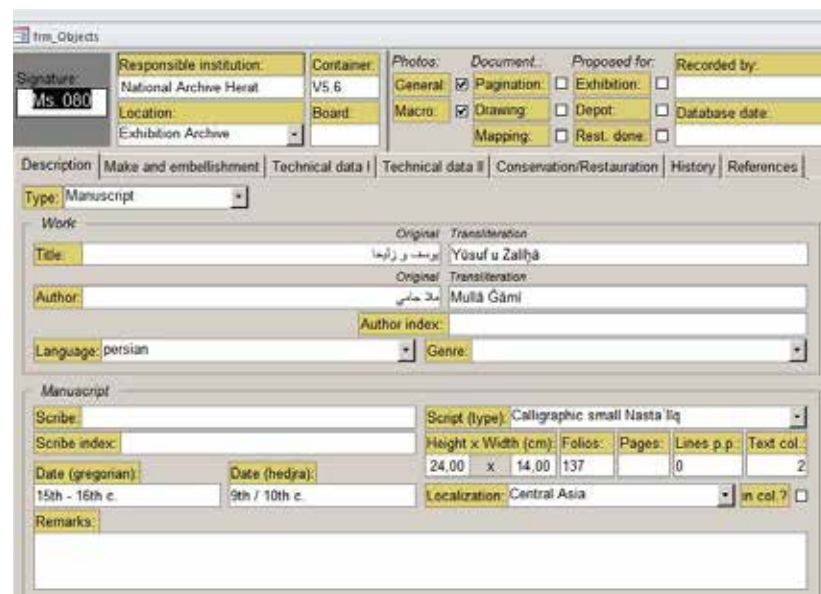 frm_Objects
Signature: Responsible institution: Container: Photos: Document.: Proposed for: Recorded by:
Ms. 080 National Archive Herat V5.6 General: Pagination: Exhibition:
Location: Board: Macro: Drawing: Depot: Database date:
Exhibition Archive Mapping: Rest. done:
Description Make and embellishment Technical data I Technical data II Conservation/Restauration History References
Type: Manuscript
Work
Original Transliteration
Title: يوسف و زليخا Yūsuf u Zalīḫā
Original Transliteration
Author: ملا جامي Mullā Ǧāmī
Author index:
Language: persian Genre:
Manuscript
Scribe: Script (type): Calligraphic small Nastaʿlīq
Scribe index: Height x Width (cm): Folios: Pages: Lines p.p.: Text col.:
Date (gregorian): Date (hedjra): 24,00 x 14,00 137 0 2
15th - 16th c. 9th / 10th c. Localization: Central Asia in col.?
Remarks: